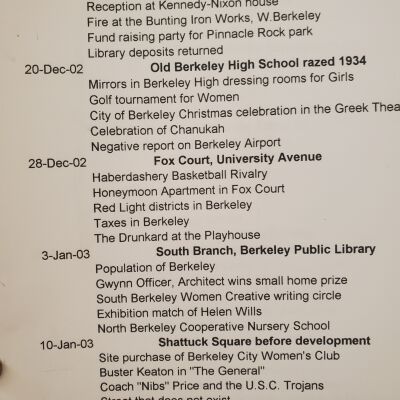 Reception at Kennedy-Nixon house
Fire at the Bunting Iron Works, W.Berkeley
Fund raising party for Pinnacle Rock park
Library deposits returned
20-Dec-02 Old Berkeley High School razed 1934
Mirrors in Berkeley High dressing rooms for Girls
Golf tournament for Women
City of Berkeley Christmas celebration in the Greek Thea
Celebration of Chanukah
Negative report on Berkeley Airport
28-Dec-02 Fox Court, University Avenue
Haberdashery Basketball Rivalry
Honeymoon Apartment in Fox Court
Red Light districts in Berkeley
Taxes in Berkeley
The Drunkard at the Playhouse
3-Jan-03 South Branch, Berkeley Public Library
Population of Berkeley
Gwynn Officer, Architect wins small home prize
South Berkeley Women Creative writing circle
Exhibition match of Helen Wills
North Berkeley Cooperative Nursery School
10-Jan-03 Shattuck Square before development
Site purchase of Berkeley City Women's Club
Buster Keaton in "The General"
Coach "Nibs" Price and the U.S.C. Trojans
Street that does not exist